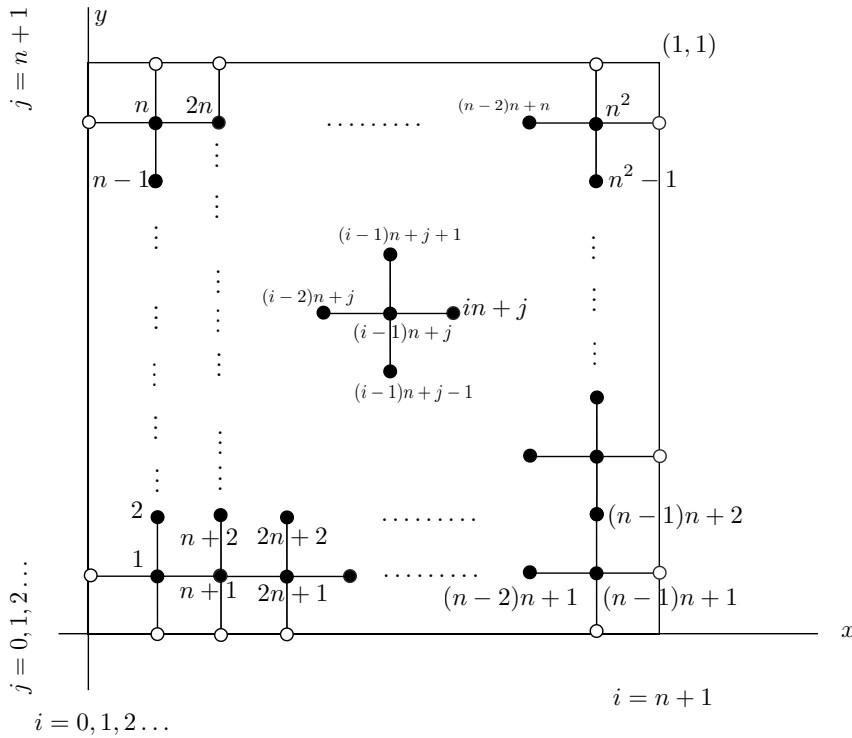 y
j = n + 1
(1, 1)
n
2n
.........
(n − 2)n + n
n²
n − 1
n² − 1
(i − 1)n + j + 1
(i − 2)n + j
in + j
(i − 1)n + j
(i − 1)n + j − 1
2
n + 2
2n + 2
.........
(n − 1)n + 2
1
n + 1
2n + 1
.........
(n − 2)n + 1
(n − 1)n + 1
j = 0, 1, 2 ...
x
i = n + 1
i = 0, 1, 2 ...